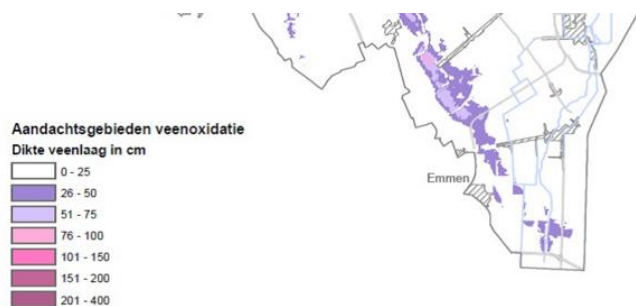 Aandachtsgebieden veenoxidatie
Dikte veenlaag in cm
0 - 25
26 - 50
51 - 75
76 - 100
101 - 150
151 - 200
201 - 400
Emmen